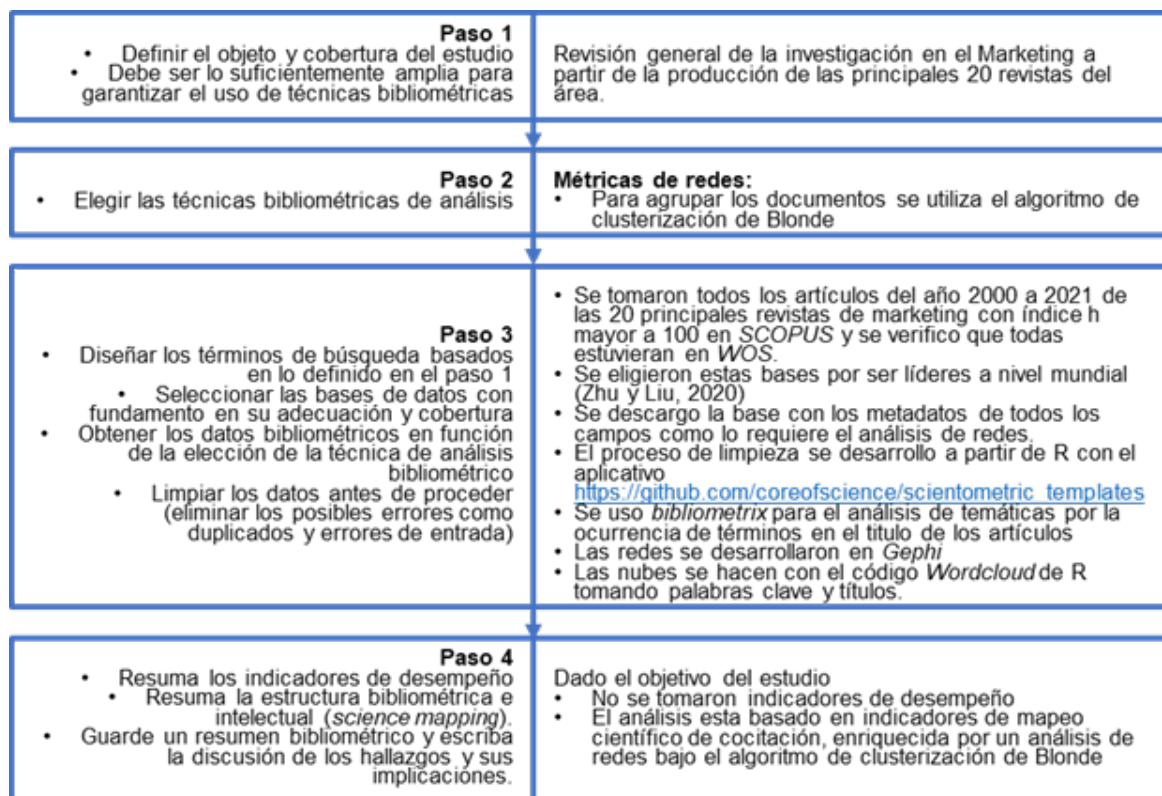 Paso 1
• Definir el objeto y cobertura del estudio
• Debe ser lo suficientemente amplia para
garantizar el uso de técnicas bibliométricas
Revisión general de la investigación en el Marketing a
partir de la producción de las principales 20 revistas del
área.
Paso 2
• Elegir las técnicas bibliométricas de análisis
Métricas de redes:
• Para agrupar los documentos se utiliza el algoritmo de
clusterización de Blonde
Paso 3
• Diseñar los términos de búsqueda basados
en lo definido en el paso 1
• Seleccionar las bases de datos con
fundamento en su adecuación y cobertura
• Obtener los datos bibliométricos en función
de la elección de la técnica de análisis
bibliométrico
• Limpiar los datos antes de proceder
(eliminar los posibles errores como
duplicados y errores de entrada)
• Se tomaron todos los artículos del año 2000 a 2021 de
las 20 principales revistas de marketing con índice h
mayor a 100 en SCOPUS y se verifico que todas
estuvieran en WOS.
• Se eligieron estas bases por ser líderes a nivel mundial
(Zhu y Liu, 2020)
• Se descargo la base con los metadatos de todos los
campos como lo requiere el análisis de redes.
• El proceso de limpieza se desarrollo a partir de R con el
aplicativo
https://github.com/coreofscience/scientometric_templates
• Se uso bibliometrix para el análisis de temáticas por la
ocurrencia de términos en el titulo de los artículos
• Las redes se desarrollaron en Gephi
• Las nubes se hacen con el código Wordcloud de R
tomando palabras clave y títulos.
Paso 4
• Resuma los indicadores de desempeño
• Resuma la estructura bibliométrica e
intelectual (science mapping).
• Guarde un resumen bibliométrico y escriba
la discusión de los hallazgos y sus
implicaciones.
Dado el objetivo del estudio
• No se tomaron indicadores de desempeño
• El análisis esta basado en indicadores de mapeo
científico de cocitación, enriquecida por un análisis de
redes bajo el algoritmo de clusterización de Blonde